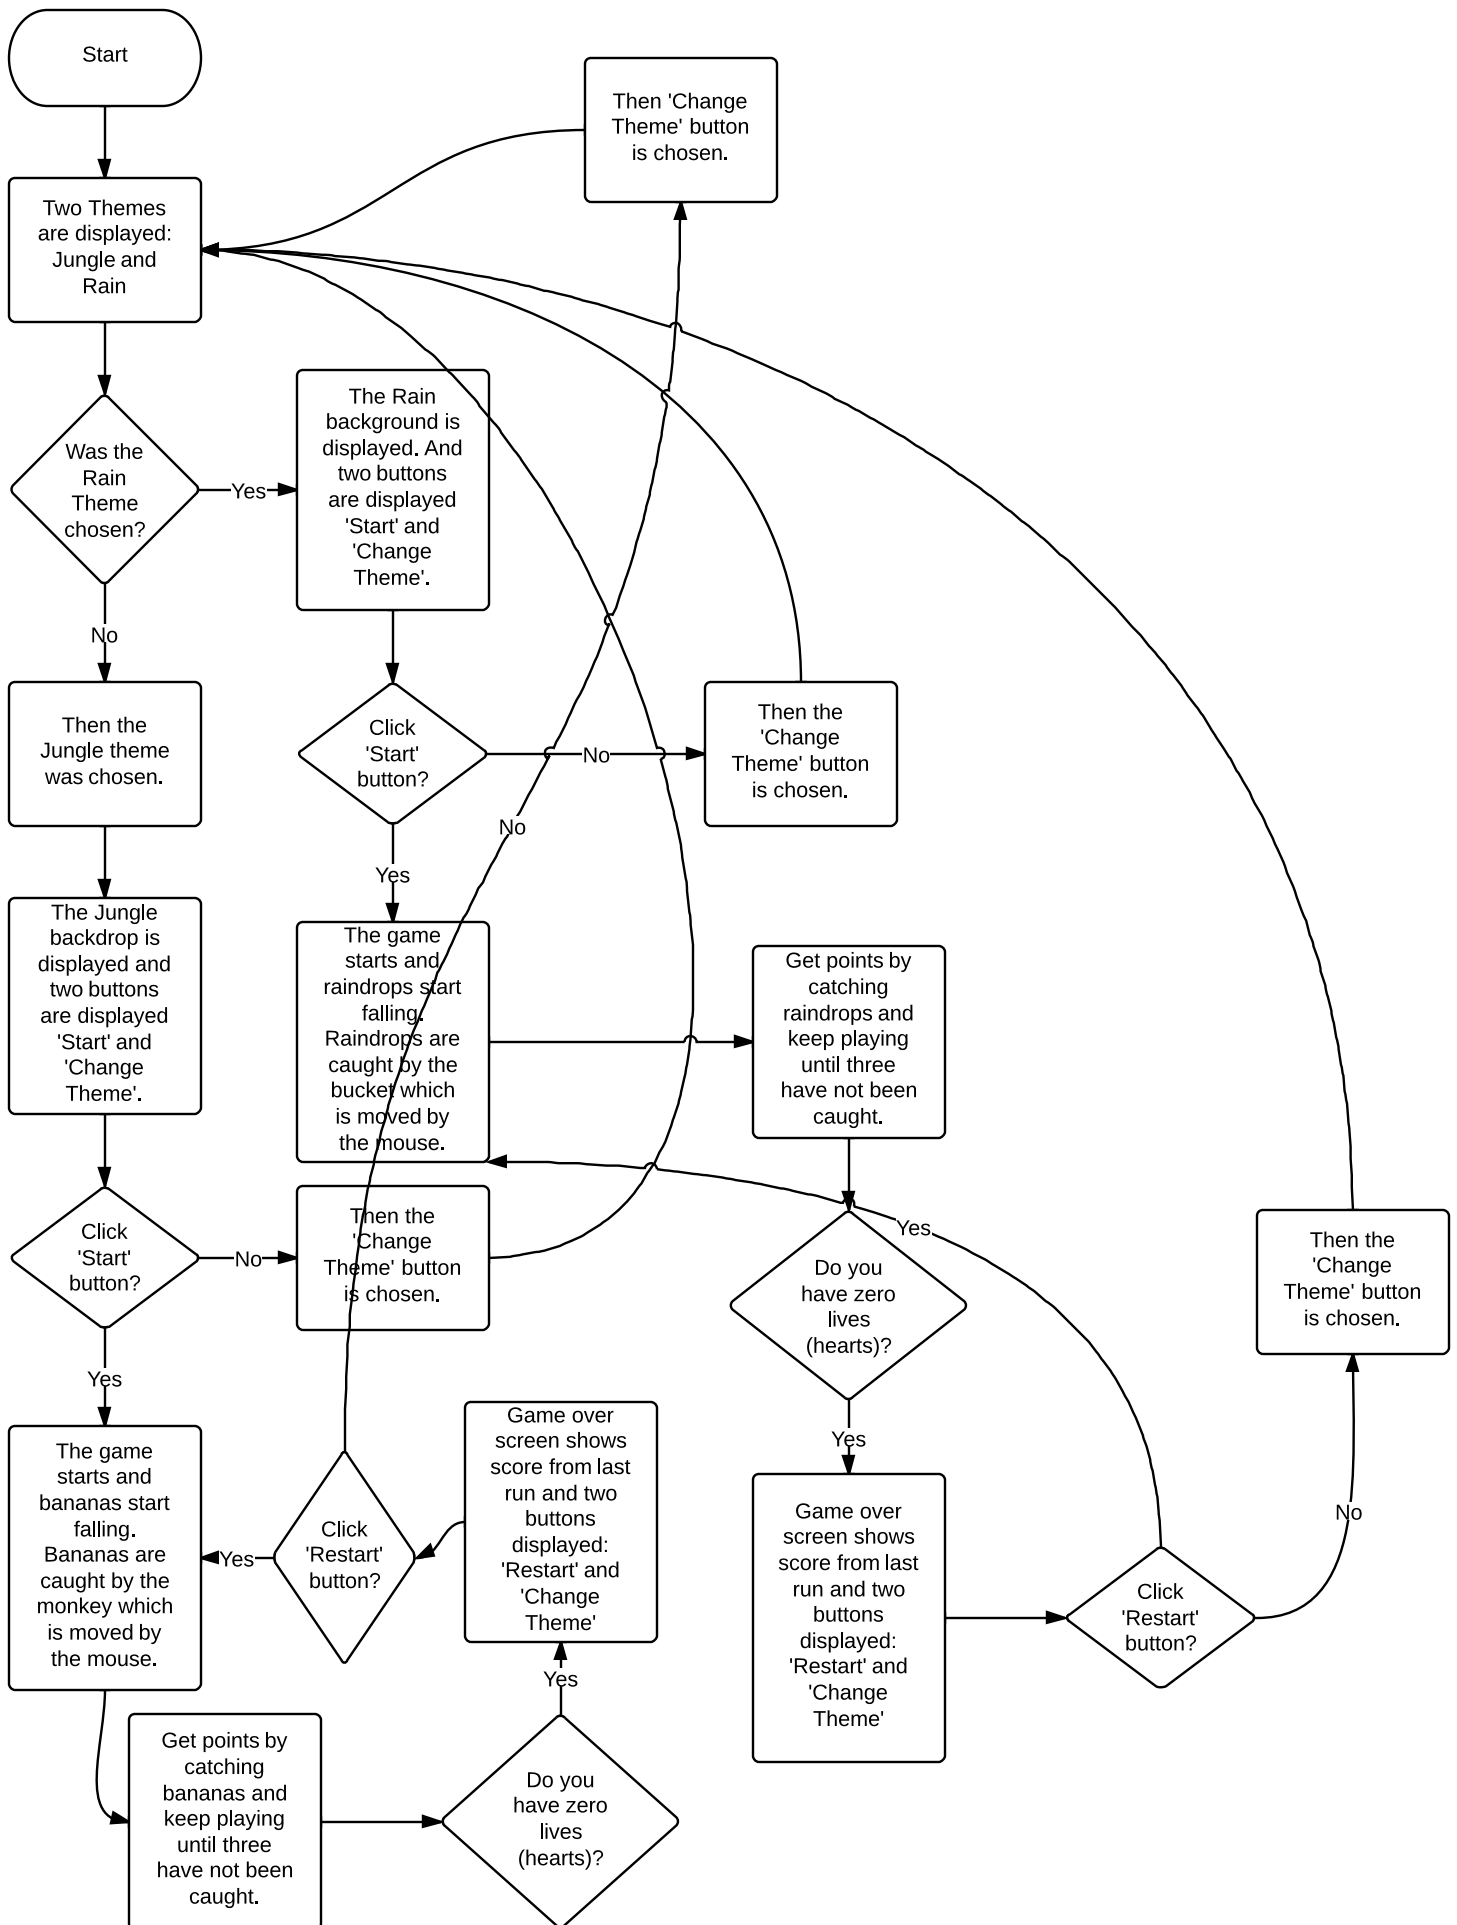 Start
Then 'Change
Theme' button
is chosen.
Two Themes
are displayed:
Jungle and
Rain
Was the
Rain
Theme
chosen?
Yes
The Rain
background is
displayed. And
two buttons
are displayed
'Start' and
'Change
Theme'.
No
Then the
Jungle theme
was chosen.
Click
'Start'
button?
No
Then the
'Change
Theme' button
is chosen.
No
Yes
The Jungle
backdrop is
displayed and
two buttons
are displayed
'Start' and
'Change
Theme'.
The game
starts and
raindrops start
falling.
Raindrops are
caught by the
bucket which
is moved by
the mouse.
Get points by
catching
raindrops and
keep playing
until three
have not been
caught.
Click
'Start'
button?
No
Then the
'Change
Theme' button
is chosen.
Yes
Do you
have zero
lives
(hearts)?
Then the
'Change
Theme' button
is chosen.
Yes
Yes
The game
starts and
bananas start
falling.
Bananas are
caught by the
monkey which
is moved by
the mouse.
Yes
Click
'Restart'
button?
Game over
screen shows
score from last
run and two
buttons
displayed:
'Restart' and
'Change
Theme'
Game over
screen shows
score from last
run and two
buttons
displayed:
'Restart' and
'Change
Theme'
Click
'Restart'
button?
No
Yes
Get points by
catching
bananas and
keep playing
until three
have not been
caught.
Do you
have zero
lives
(hearts)?